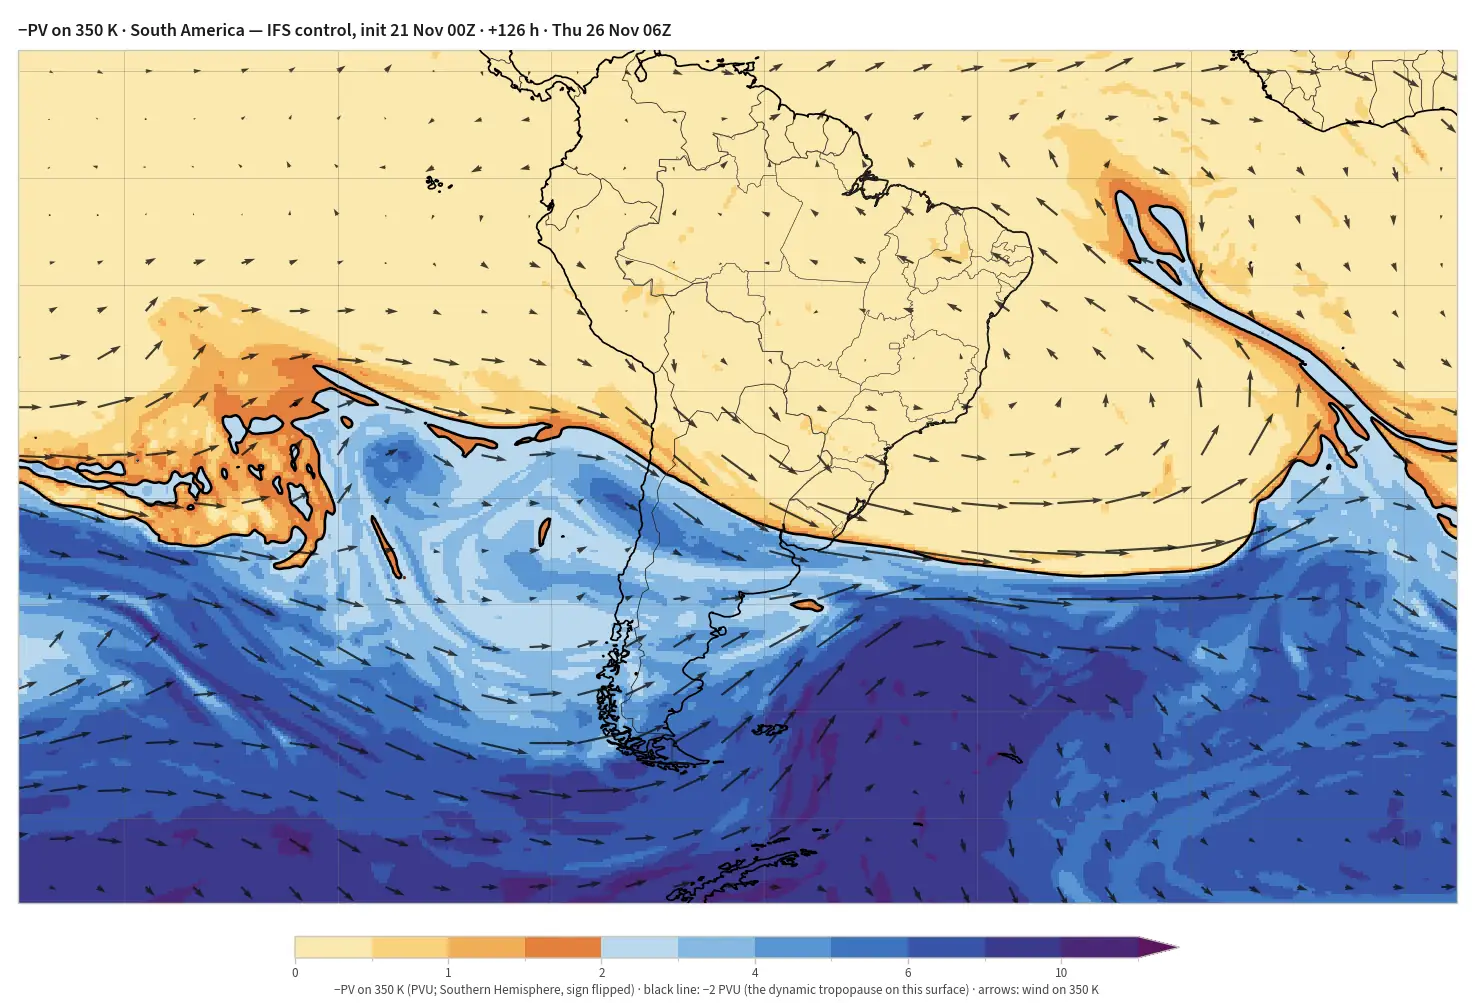 −PV on 350 K · South America — IFS control, init 21 Nov 00Z · +126 h · Thu 26 Nov 06Z
0 1 2 4 6 10
−PV on 350 K (PVU; Southern Hemisphere, sign flipped) · black line: −2 PVU (the dynamic tropopause on this surface) · arrows: wind on 350 K